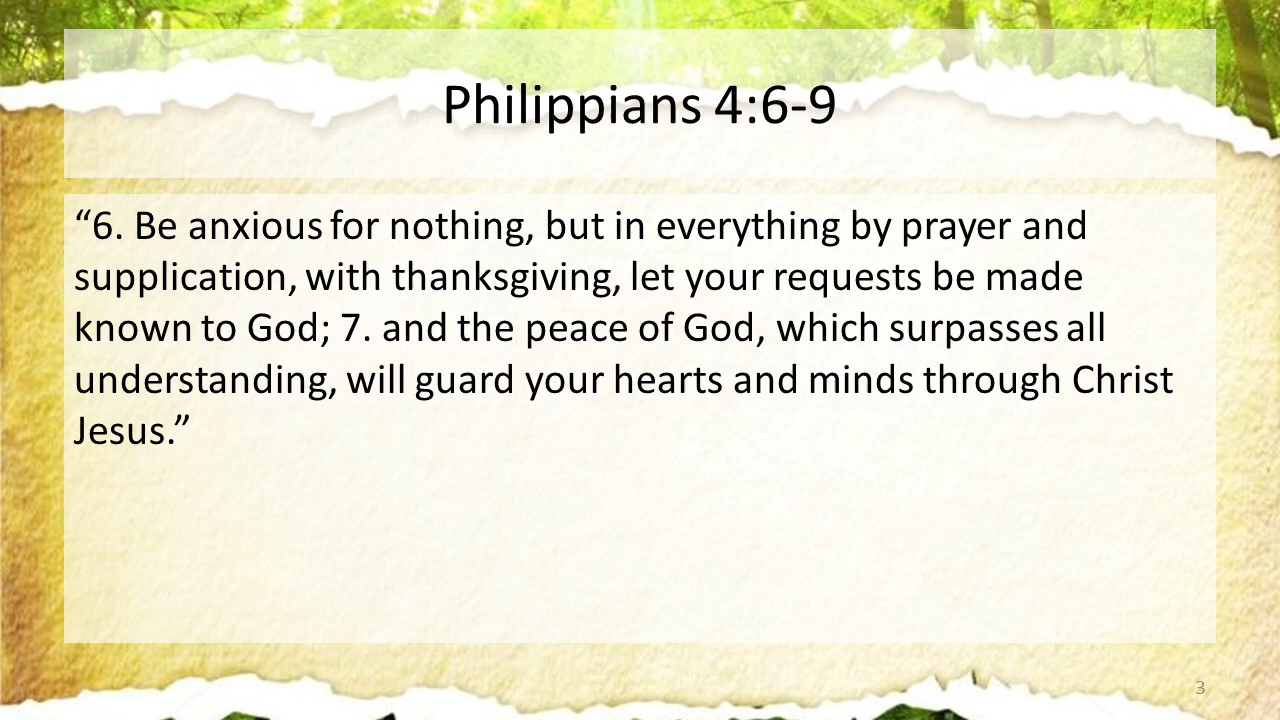 Philippians 4:6-9
“6. Be anxious for nothing, but in everything by prayer and
supplication, with thanksgiving, let your requests be made
known to God; 7. and the peace of God, which surpasses all
understanding, will guard your hearts and minds through Christ
Jesus.”
3